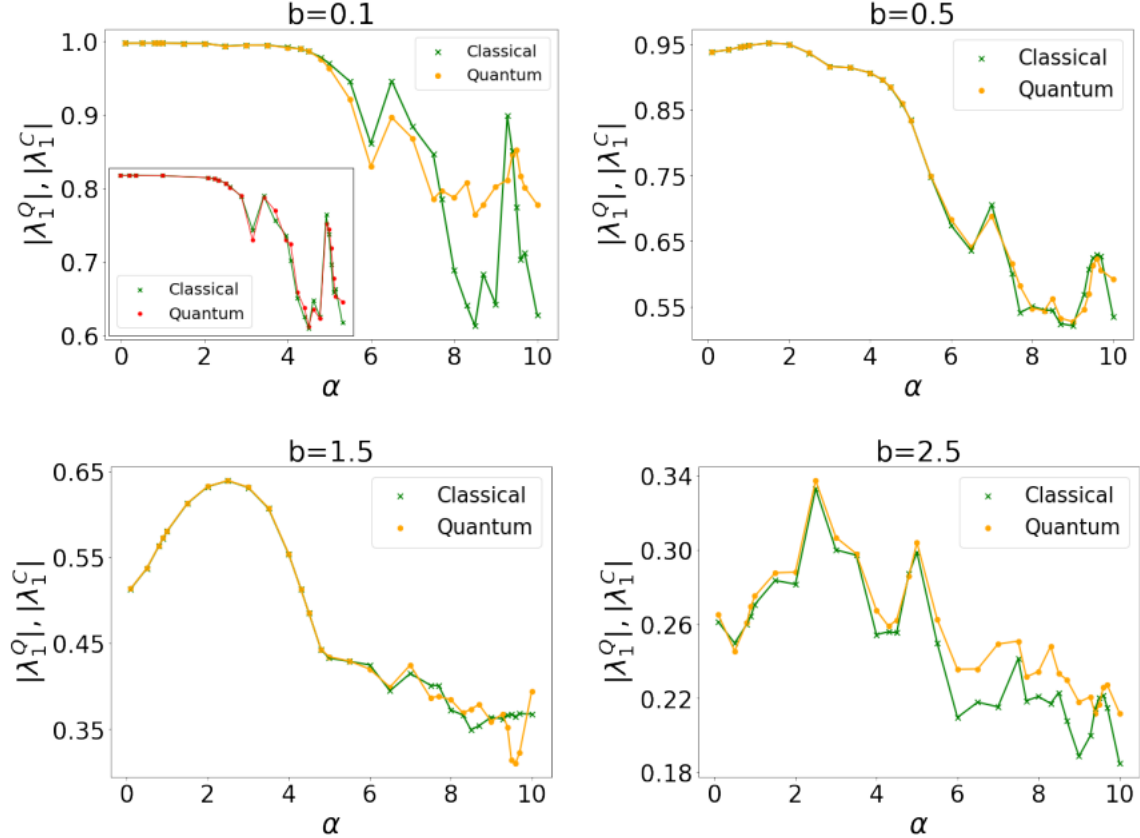 b=0.1
1.0
0.9
0.8
0.7
0.6
|λ₁^Q|, |λ₁^C|
Classical
Quantum
Classical
Quantum
0 2 4 6 8 10
α
b=0.5
0.95
0.85
0.75
0.65
0.55
|λ₁^Q|, |λ₁^C|
Classical
Quantum
0 2 4 6 8 10
α
b=1.5
0.65
0.55
0.45
0.35
|λ₁^Q|, |λ₁^C|
Classical
Quantum
0 2 4 6 8 10
α
b=2.5
0.34
0.30
0.26
0.22
0.18
|λ₁^Q|, |λ₁^C|
Classical
Quantum
0 2 4 6 8 10
α